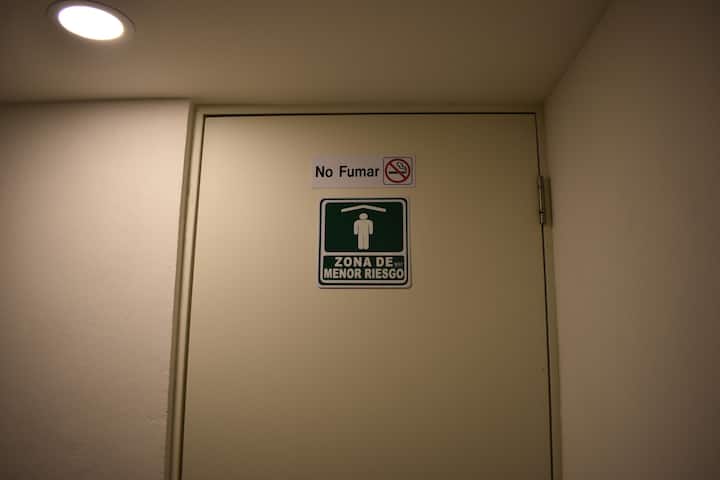 No Fumar
ZONA DE
MENOR RIESGO